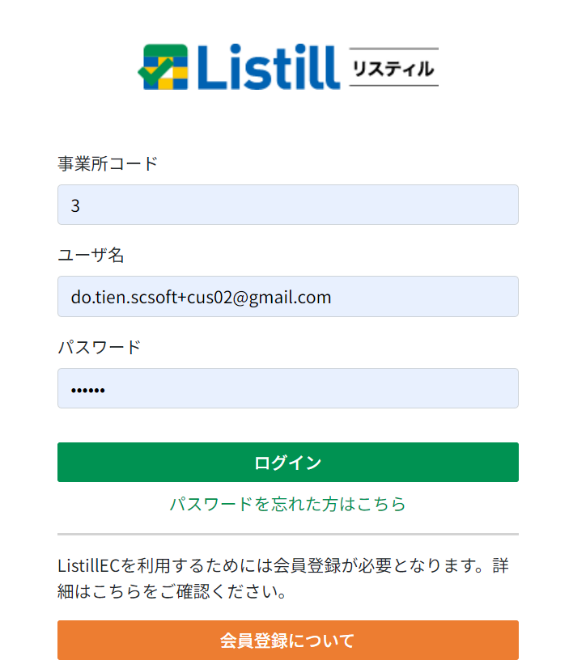 Listill リスティル
事業所コード
3
ユーザ名
do.tien.scsoft+cus02@gmail.com
パスワード
••••••
ログイン
パスワードを忘れた方はこちら
ListillECを利用するためには会員登録が必要となります。詳
細はこちらをご確認ください。
会員登録について